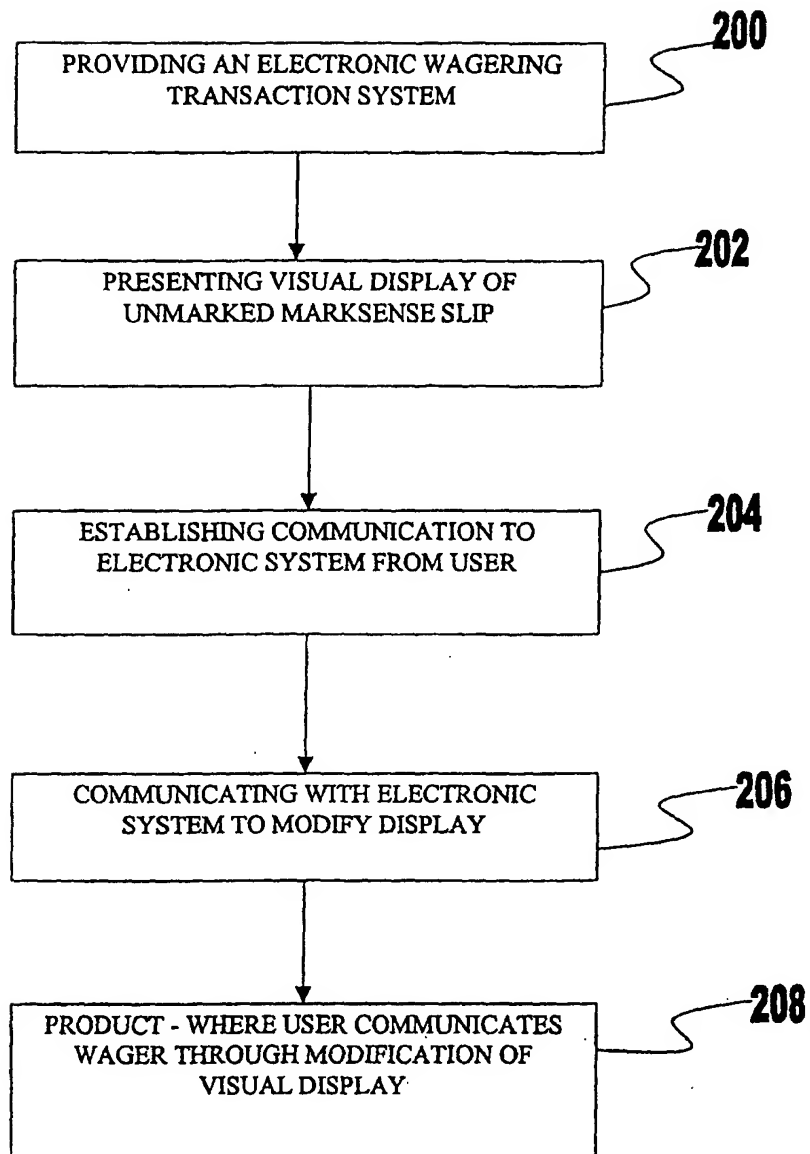 200
PROVIDING AN ELECTRONIC WAGERING
TRANSACTION SYSTEM
202
PRESENTING VISUAL DISPLAY OF
UNMARKED MARKSENSE SLIP
204
ESTABLISHING COMMUNICATION TO
ELECTRONIC SYSTEM FROM USER
206
COMMUNICATING WITH ELECTRONIC
SYSTEM TO MODIFY DISPLAY
208
PRODUCT - WHERE USER COMMUNICATES
WAGER THROUGH MODIFICATION OF
VISUAL DISPLAY